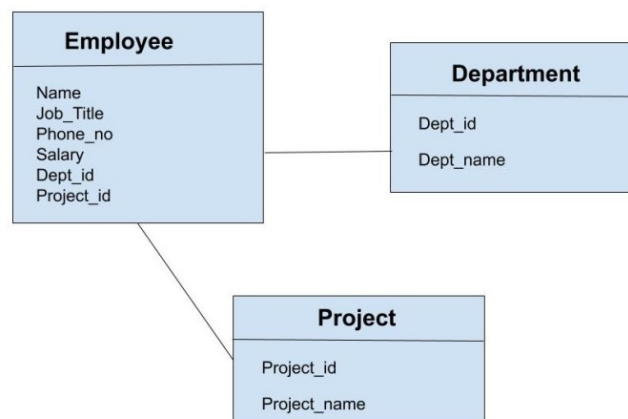 Employee
Name
Job_Title
Phone_no
Salary
Dept_id
Project_id
Department
Dept_id
Dept_name
Project
Project_id
Project_name